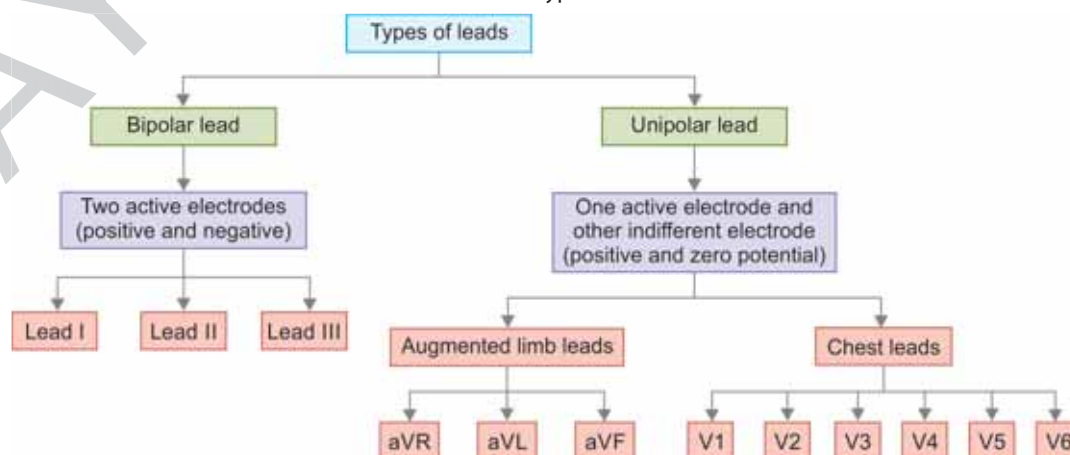 Types of leads
Bipolar lead
Unipolar lead
Two active electrodes
(positive and negative)
One active electrode and
other indifferent electrode
(positive and zero potential)
Lead I
Lead II
Lead III
Augmented limb leads
Chest leads
aVR
aVL
aVF
V1
V2
V3
V4
V5
V6